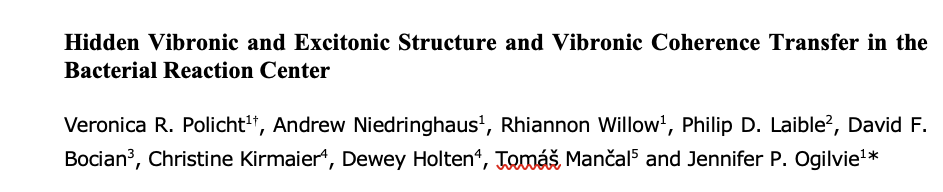 Hidden Vibronic and Excitonic Structure and Vibronic Coherence Transfer in the
Bacterial Reaction Center
Veronica R. Policht¹†, Andrew Niedringhaus¹, Rhiannon Willow¹, Philip D. Laible², David F.
Bocian³, Christine Kirmaier⁴, Dewey Holten⁴, Tomáš Mančal⁵ and Jennifer P. Ogilvie¹*